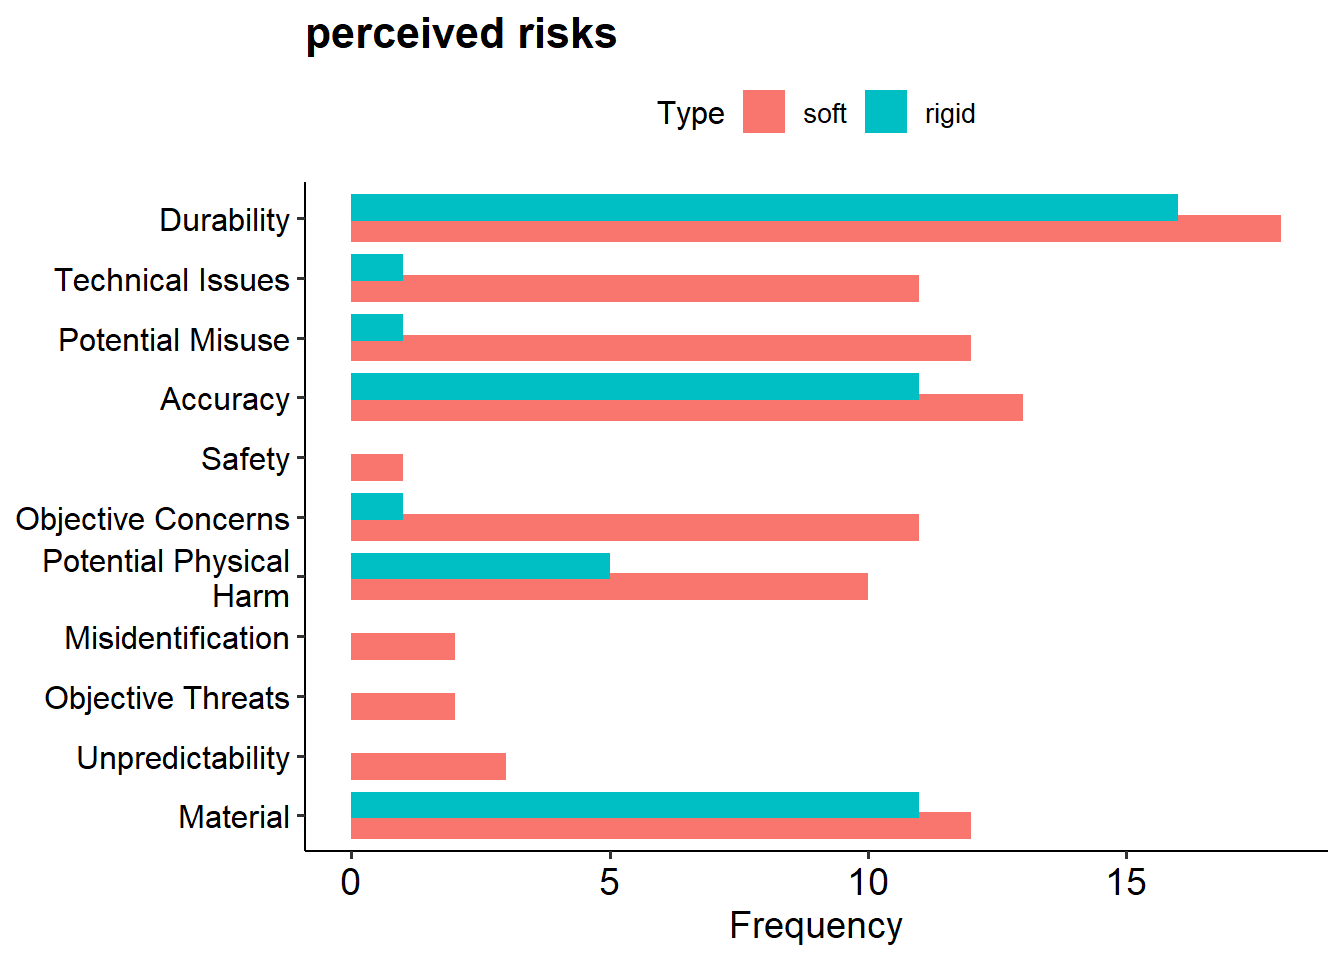 perceived risks
Type soft rigid
Durability
Technical Issues
Potential Misuse
Accuracy
Safety
Objective Concerns
Potential Physical
Harm
Misidentification
Objective Threats
Unpredictability
Material
0 5 10 15
Frequency